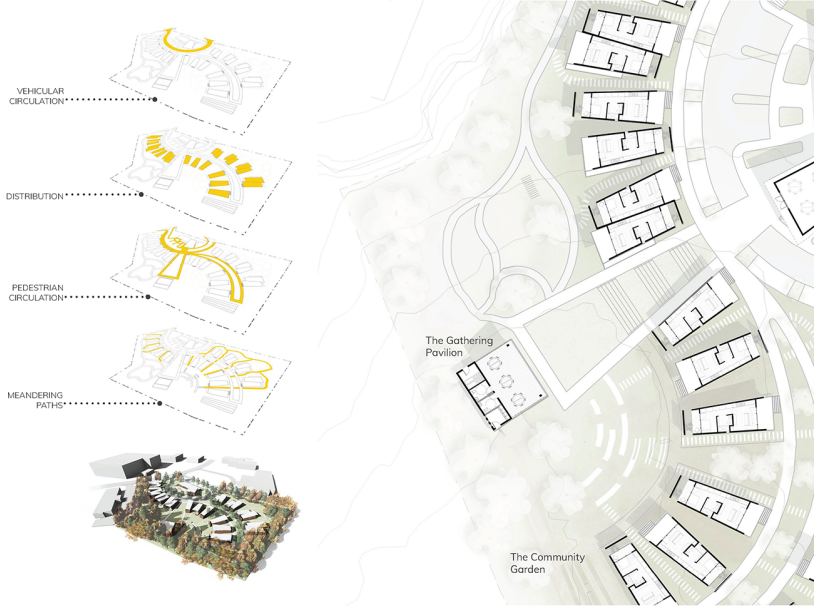 VEHICULAR
CIRCULATION
DISTRIBUTION
PEDESTRIAN
CIRCULATION
MEANDERING
PATHS
The Gathering
Pavilion
The Community
Garden